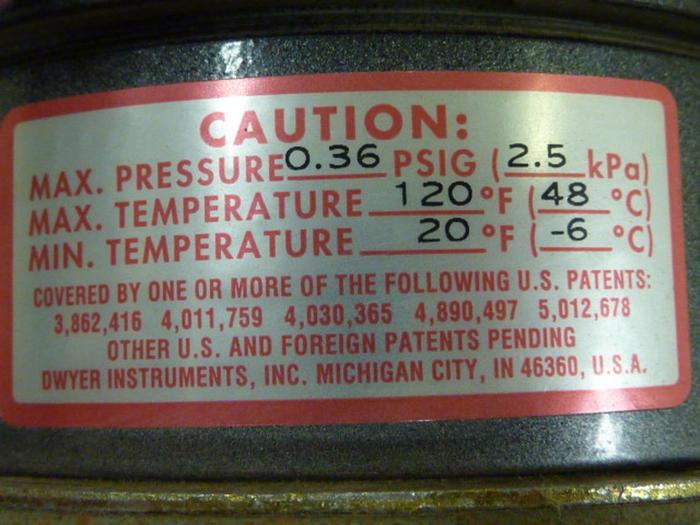 CAUTION:
MAX. PRESSURE 0.36 PSIG (2.5 kPa)
MAX. TEMPERATURE 120 °F (48 °C)
MIN. TEMPERATURE 20 °F (-6 °C)
COVERED BY ONE OR MORE OF THE FOLLOWING U.S. PATENTS:
3,862,416 4,011,759 4,030,365 4,890,497 5,012,678
OTHER U.S. AND FOREIGN PATENTS PENDING
DWYER INSTRUMENTS, INC. MICHIGAN CITY, IN 46360, U.S.A.